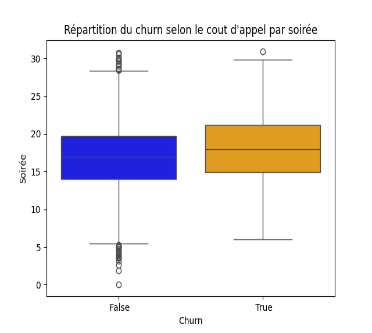 Répartition du churn selon le cout d'appel par soirée
30
25
20
15
10
5
0
Soirée
False
True
Churn